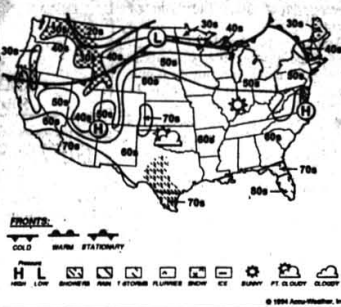 30s 40s 30s
L
40s
30s
50s
60s 50s 50s
50s 40s 50s
H
H
70s
60s
70s
60s
60s
60s
70s
80s
70s
FRONTS:
COLD WARM STATIONARY
Pressure
H L
HIGH LOW SHOWERS RAIN T-STORMS FLURRIES SNOW ICE SUNNY PT. CLOUDY CLOUDY
© 1994 Accu-Weather, Inc.